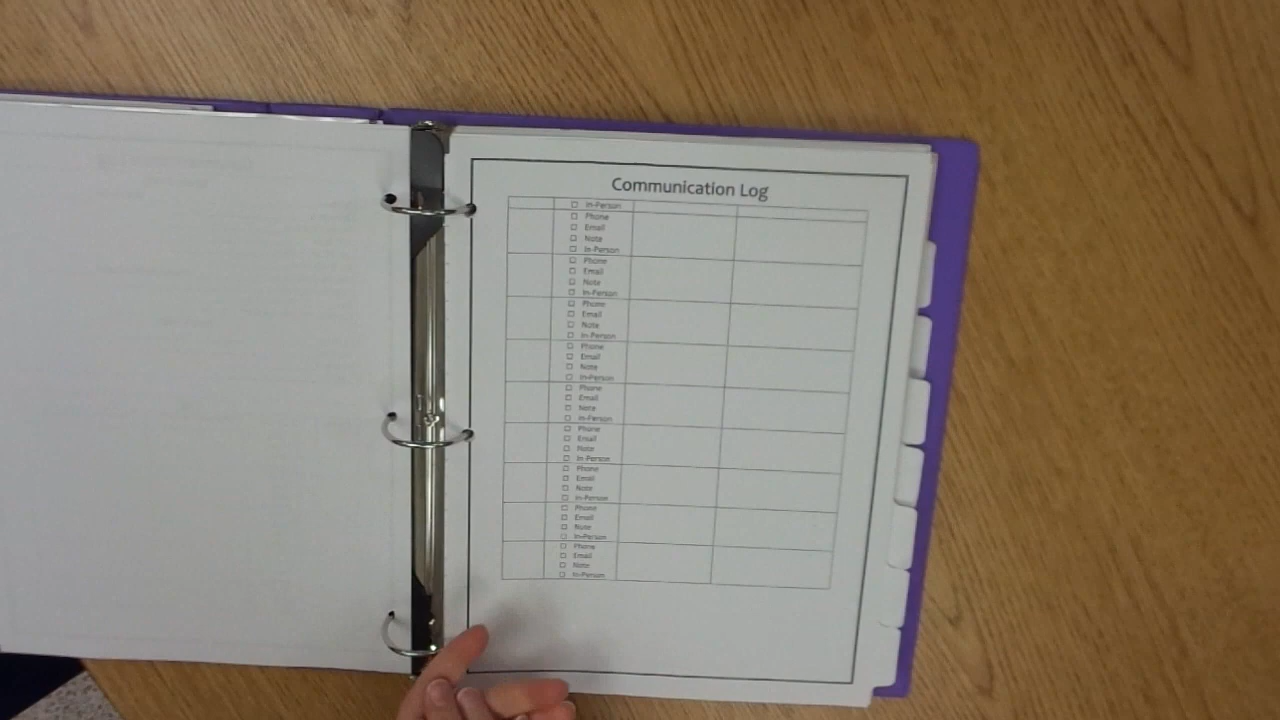 Communication Log
☐ In-Person
☐ Phone
☐ Email
☐ Note
☐ In-Person
☐ Phone
☐ Email
☐ Note
☐ In-Person
☐ Phone
☐ Email
☐ Note
☐ In-Person
☐ Phone
☐ Email
☐ Note
☐ In-Person
☐ Phone
☐ Email
☐ Note
☐ In-Person
☐ Phone
☐ Email
☐ Note
☐ In-Person
☐ Phone
☐ Email
☐ Note
☐ In-Person
☐ Phone
☐ Email
☐ Note
☐ In-Person
☐ Phone
☐ Email
☐ Note
☐ In-Person